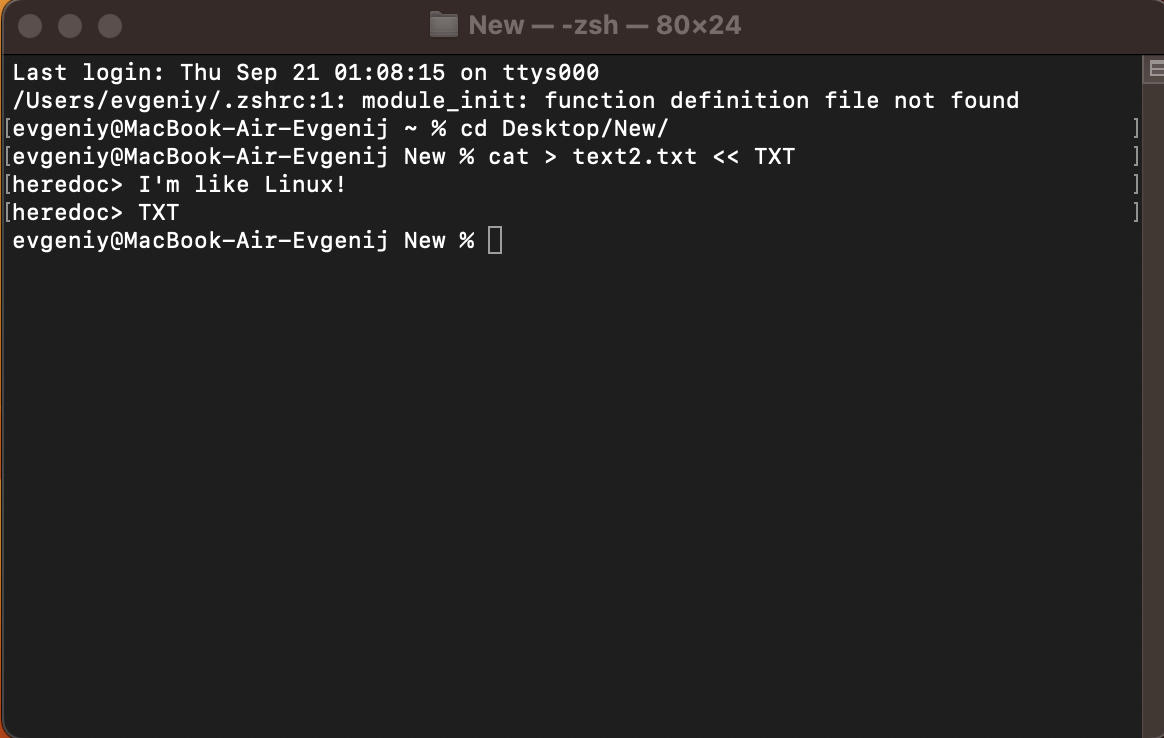 New — -zsh — 80×24
Last login: Thu Sep 21 01:08:15 on ttys000
/Users/evgeniy/.zshrc:1: module_init: function definition file not found
[evgeniy@MacBook-Air-Evgenij ~ % cd Desktop/New/ ]
[evgeniy@MacBook-Air-Evgenij New % cat > text2.txt << TXT ]
[heredoc> I'm like Linux! ]
[heredoc> TXT ]
evgeniy@MacBook-Air-Evgenij New %